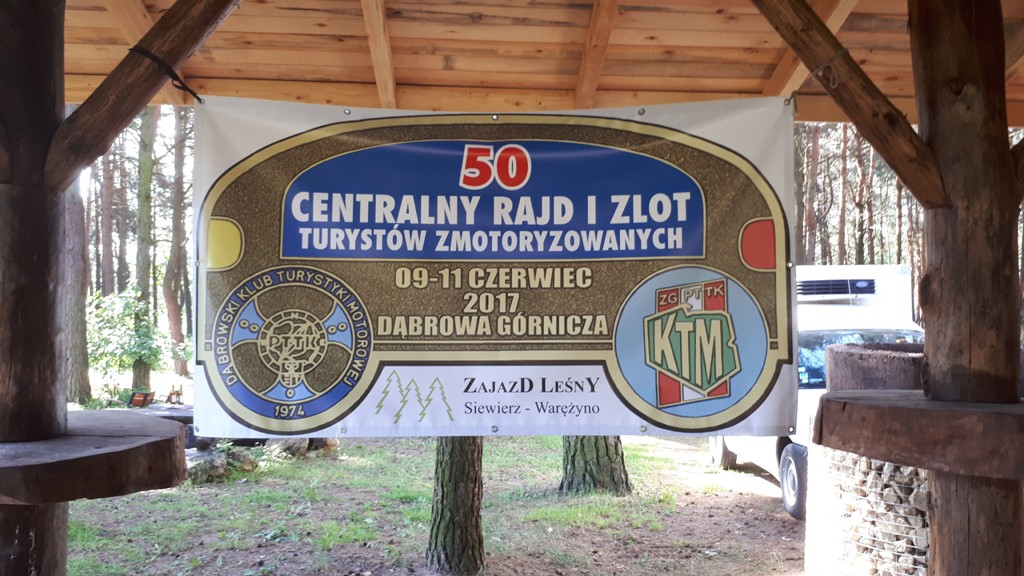 50
CENTRALNY RAJD I ZLOT
TURYSTÓW ZMOTORYZOWANYCH
09-11 CZERWIEC
2017
DĄBROWA GÓRNICZA
DĄBROWSKI KLUB TURYSTYKI MOTOROWEJ
PTTK
1974
ZG PTTK
KTM
ZAJAZD LEŚNY
Siewierz - Warężyno